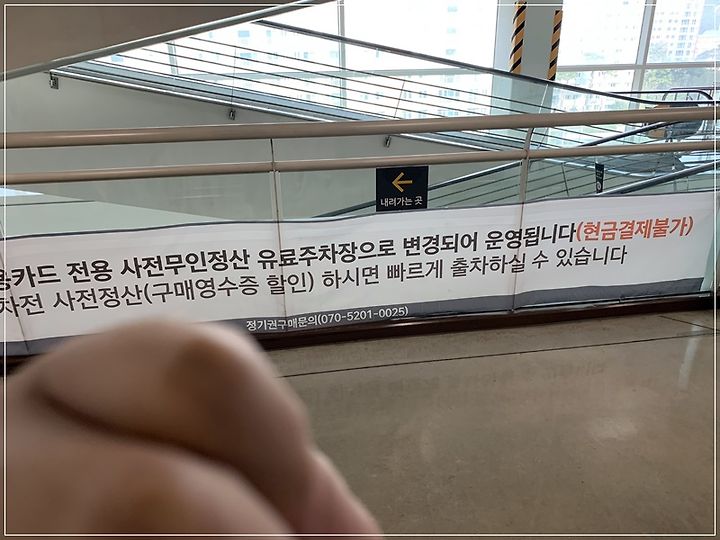 내려가는 곳
용카드 전용 사전무인정산 유료주차장으로 변경되어 운영됩니다(현금결제불가)
차전 사전정산(구매영수증 할인) 하시면 빠르게 출차하실 수 있습니다
정기권구매문의(070-5201-0025)